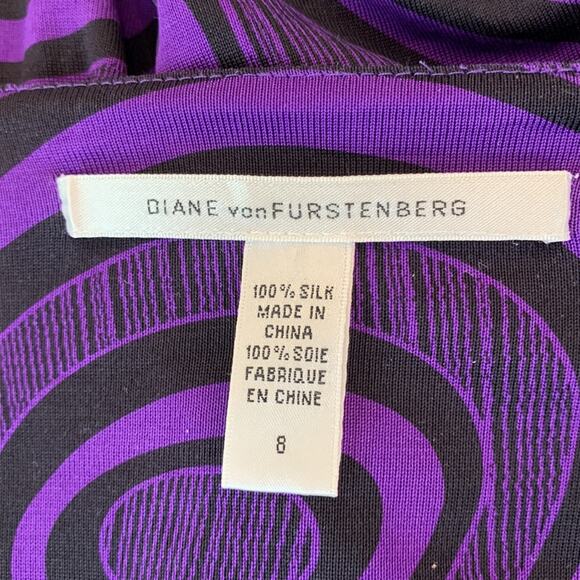 DIANE vonFURSTENBERG
100% SILK
MADE IN
CHINA
100% SOIE
FABRIQUE
EN CHINE
8